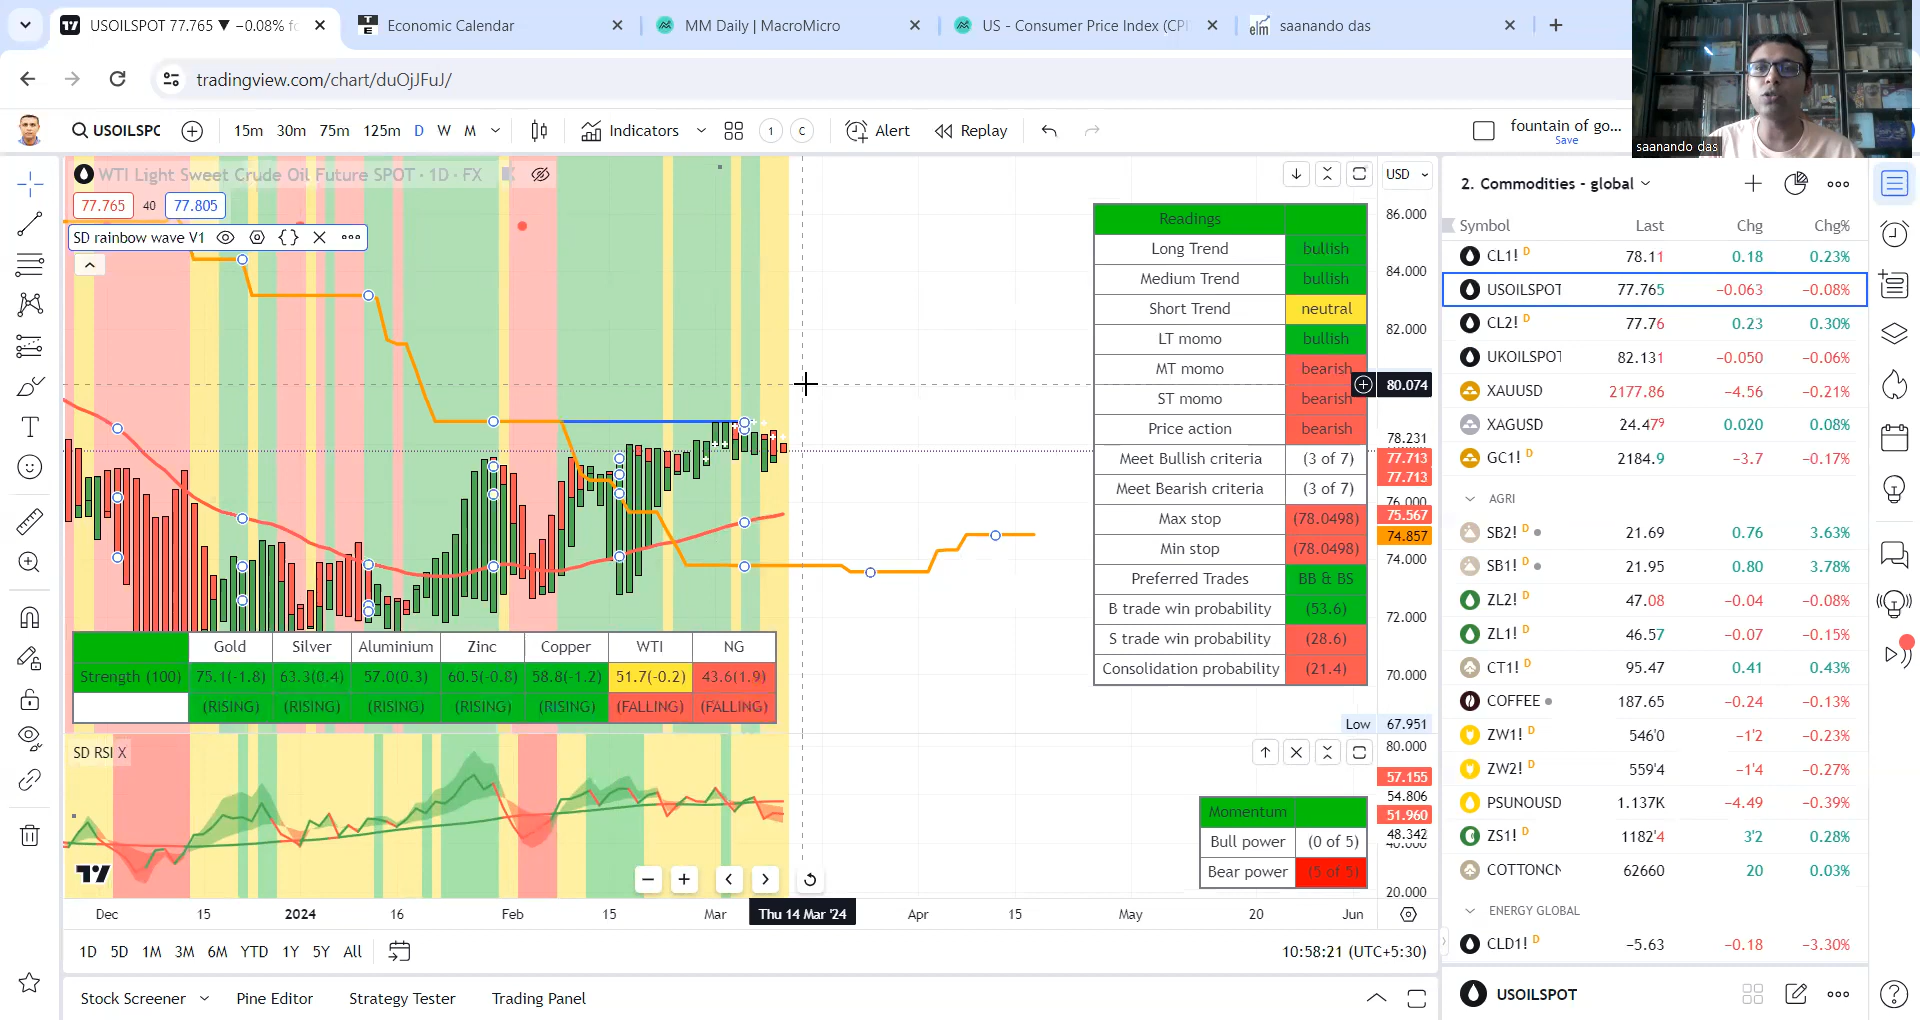 USOILSPOT 77.765 ▼ −0.08% fo
Economic Calendar
MM Daily | MacroMicro
US - Consumer Price Index (CPI
elm saanando das
tradingview.com/chart/duOjJFuJ/
USOILSPC
15m 30m 75m 125m D W M
Indicators
1 C
Alert
Replay
fountain of go...
Save
saanando das
WTI Light Sweet Crude Oil Future SPOT · 1D · FX
77.765 40 77.805
SD rainbow wave V1
USD
86.000
84.000
82.000
80.074
78.231
77.713
77.713
76.000
75.567
74.857
74.000
72.000
70.000
Low 67.951
Readings
Long Trend bullish
Medium Trend bullish
Short Trend neutral
LT momo bullish
MT momo bearish
ST momo bearish
Price action bearish
Meet Bullish criteria (3 of 7)
Meet Bearish criteria (3 of 7)
Max stop (78.0498)
Min stop (78.0498)
Preferred Trades BB & BS
B trade win probability (53.6)
S trade win probability (28.6)
Consolidation probability (21.4)
Gold Silver Aluminium Zinc Copper WTI NG
Strength (100) 75.1(-1.8) 63.3(0.4) 57.0(0.3) 60.5(-0.8) 58.8(-1.2) 51.7(-0.2) 43.6(1.9)
(RISING) (RISING) (RISING) (RISING) (RISING) (FALLING) (FALLING)
SD RSI X
80.000
57.155
54.806
51.960
48.342
40.000
20.000
Momentum
Bull power (0 of 5)
Bear power (5 of 5)
Dec 15 2024 16 Feb 15 Mar Thu 14 Mar '24 Apr 15 May 20 Jun
1D 5D 1M 3M 6M YTD 1Y 5Y All
10:58:21 (UTC+5:30)
Stock Screener Pine Editor Strategy Tester Trading Panel
2. Commodities - global
Symbol Last Chg Chg%
CL1! D 78.11 0.18 0.23%
USOILSPOT 77.765 −0.063 −0.08%
CL2! D 77.76 0.23 0.30%
UKOILSPOT 82.131 −0.050 −0.06%
XAUUSD 2177.86 −4.56 −0.21%
XAGUSD 24.479 0.020 0.08%
GC1! D 2184.9 −3.7 −0.17%
AGRI
SB2! D 21.69 0.76 3.63%
SB1! D 21.95 0.80 3.78%
ZL2! D 47.08 −0.04 −0.08%
ZL1! D 46.57 −0.07 −0.15%
CT1! D 95.47 0.41 0.43%
COFFEE 187.65 −0.24 −0.13%
ZW1! D 546'0 −1'2 −0.23%
ZW2! D 559'4 −1'4 −0.27%
PSUNOUSD 1.137K −4.49 −0.39%
ZS1! D 1182'4 3'2 0.28%
COTTONCN 62660 20 0.03%
ENERGY GLOBAL
CLD1! D −5.63 −0.18 −3.30%
USOILSPOT